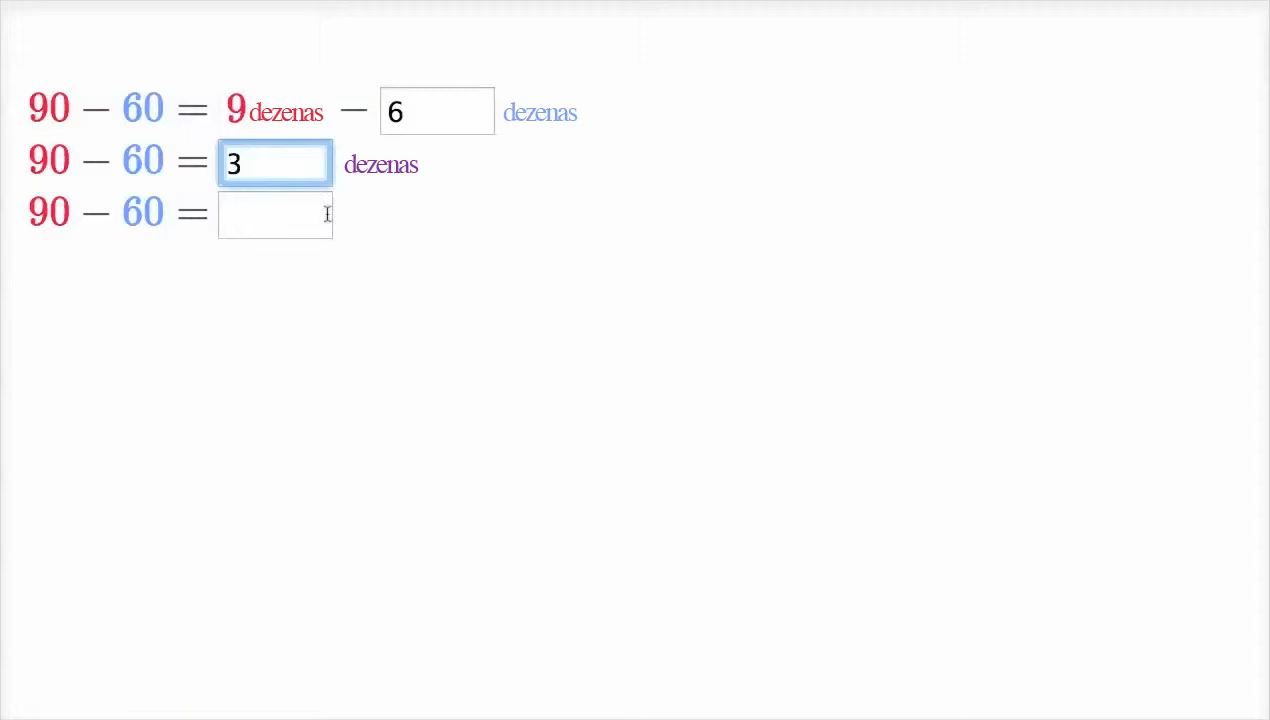 90 − 60 = 9 dezenas − 6 dezenas
90 − 60 = 3 dezenas
90 − 60 =